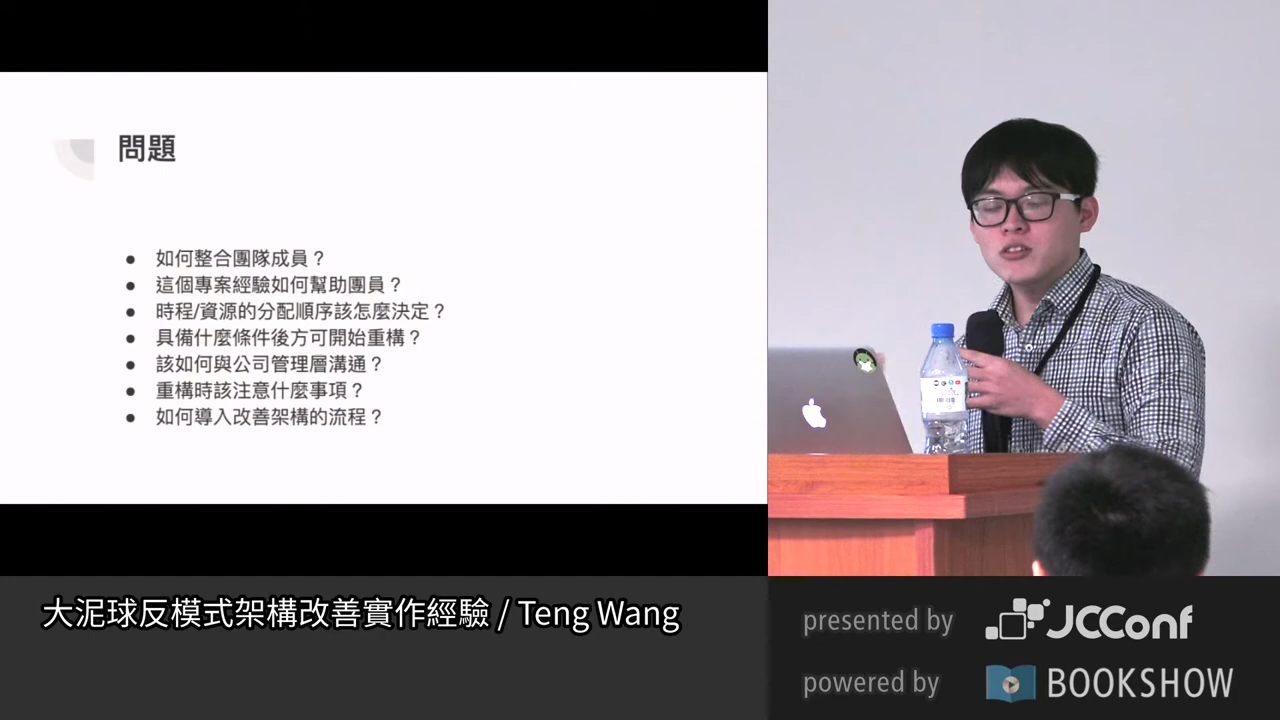 問題
如何整合團隊成員？
這個專案經驗如何幫助團員？
時程/資源的分配順序該怎麼決定？
具備什麼條件後方可開始重構？
該如何與公司管理層溝通？
重構時該注意什麼事項？
如何導入改善架構的流程？
大泥球反模式架構改善實作經驗 / Teng Wang
presented by JCConf
powered by BOOKSHOW